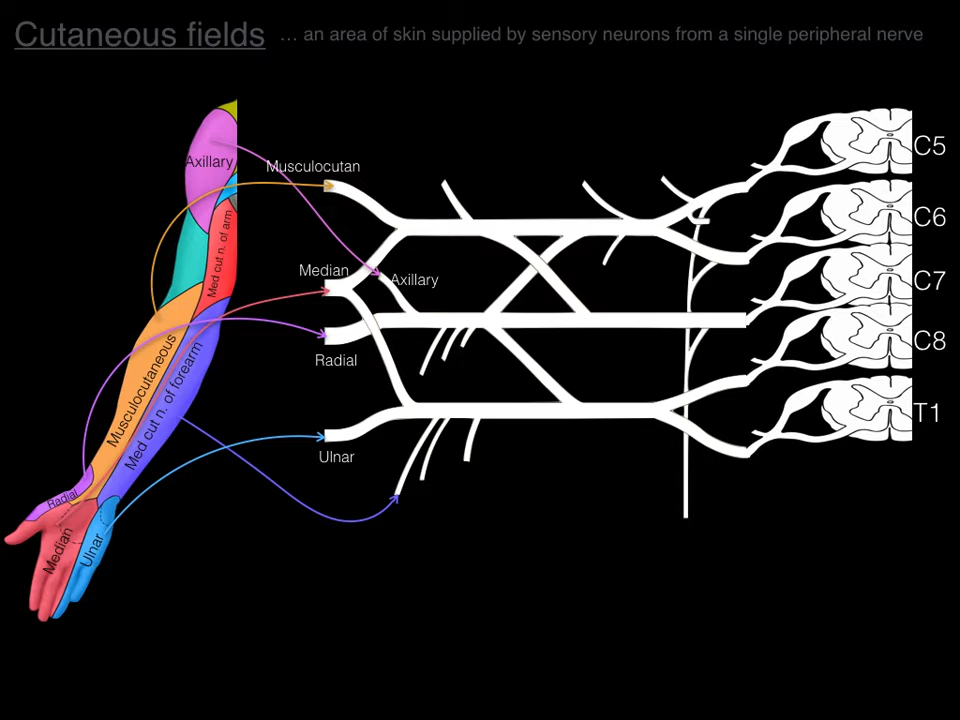 Cutaneous fields
... an area of skin supplied by sensory neurons from a single peripheral nerve
C5
Axillary
Musculocutan
C6
Med cut n. of arm
Median
Axillary
C7
C8
Radial
Musculocutaneous
Med cut n. of forearm
T1
Ulnar
Radial
Median
Ulnar